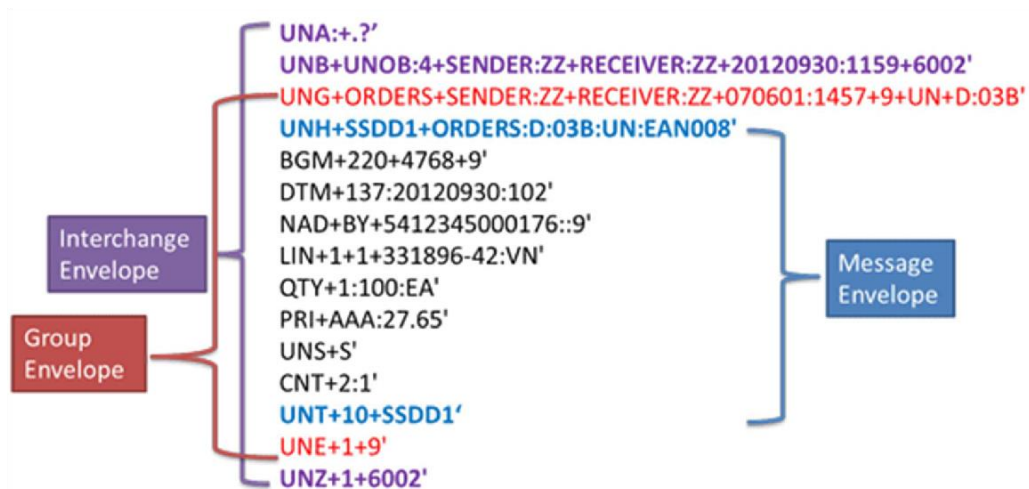 UNA:+.?’
UNB+UNOB:4+SENDER:ZZ+RECEIVER:ZZ+20120930:1159+6002'
UNG+ORDERS+SENDER:ZZ+RECEIVER:ZZ+070601:1457+9+UN+D:03B'
UNH+SSDD1+ORDERS:D:03B:UN:EAN008'
BGM+220+4768+9'
DTM+137:20120930:102'
NAD+BY+5412345000176::9'
LIN+1+1+331896-42:VN'
QTY+1:100:EA'
PRI+AAA:27.65'
UNS+S'
CNT+2:1'
UNT+10+SSDD1‘
UNE+1+9'
UNZ+1+6002'
Interchange
Envelope
Group
Envelope
Message
Envelope